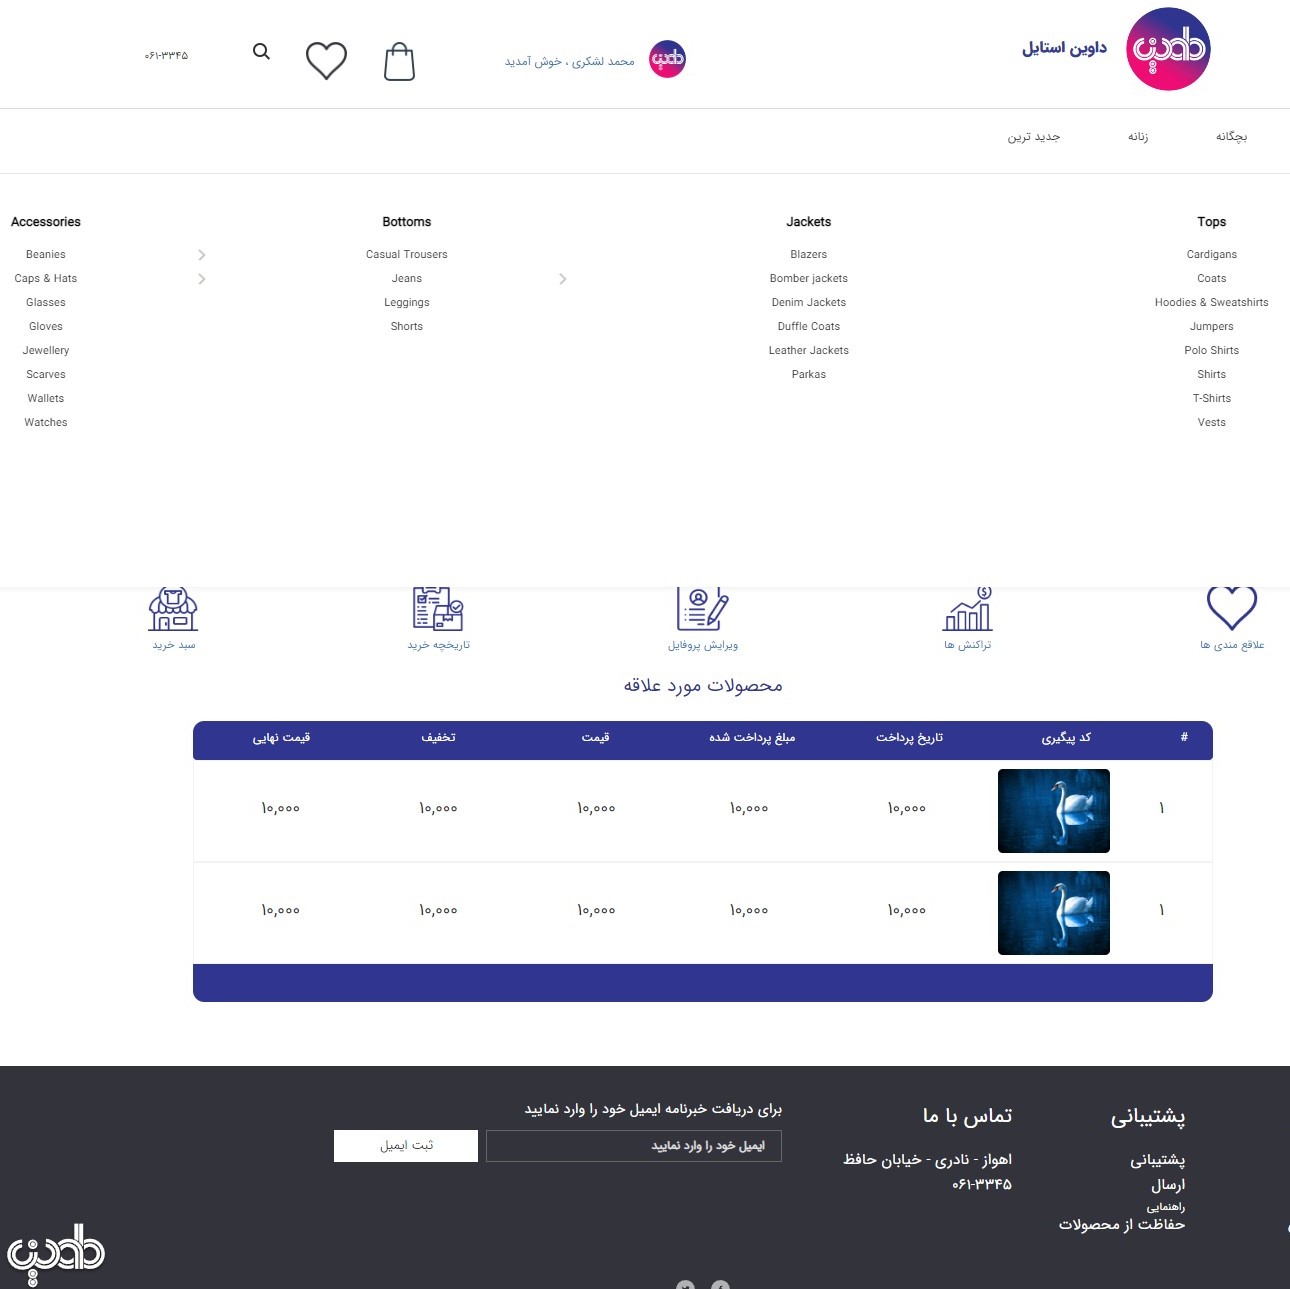 داوین
داوین استایل
داوین
محمد لشکری ، خوش آمدید
۰۶۱-۳۳۴۵
بچگانه
زنانه
جدید ترین
Tops
Cardigans
Coats
Hoodies & Sweatshirts
Jumpers
Polo Shirts
Shirts
T-Shirts
Vests
Jackets
Blazers
Bomber jackets
Denim Jackets
Duffle Coats
Leather Jackets
Parkas
Bottoms
Casual Trousers
Jeans
Leggings
Shorts
Accessories
Beanies
Caps & Hats
Glasses
Gloves
Jewellery
Scarves
Wallets
Watches
علاقع مندی ها
تراکنش ها
ویرایش پروفایل
تاریخچه خرید
سبد خرید
محصولات مورد علاقه
# کد پیگیری تاریخ پرداخت مبلغ پرداخت شده قیمت تخفیف قیمت نهایی
۱ ۱۰,۰۰۰ ۱۰,۰۰۰ ۱۰,۰۰۰ ۱۰,۰۰۰ ۱۰,۰۰۰
۱ ۱۰,۰۰۰ ۱۰,۰۰۰ ۱۰,۰۰۰ ۱۰,۰۰۰ ۱۰,۰۰۰
پشتیبانی
پشتیبانی
ارسال
راهنمایی
حفاظت از محصولات
تماس با ما
اهواز - نادری - خیابان حافظ
۰۶۱-۳۳۴۵
برای دریافت خبرنامه ایمیل خود را وارد نمایید
ایمیل خود را وارد نمایید
ثبت ایمیل
داوین